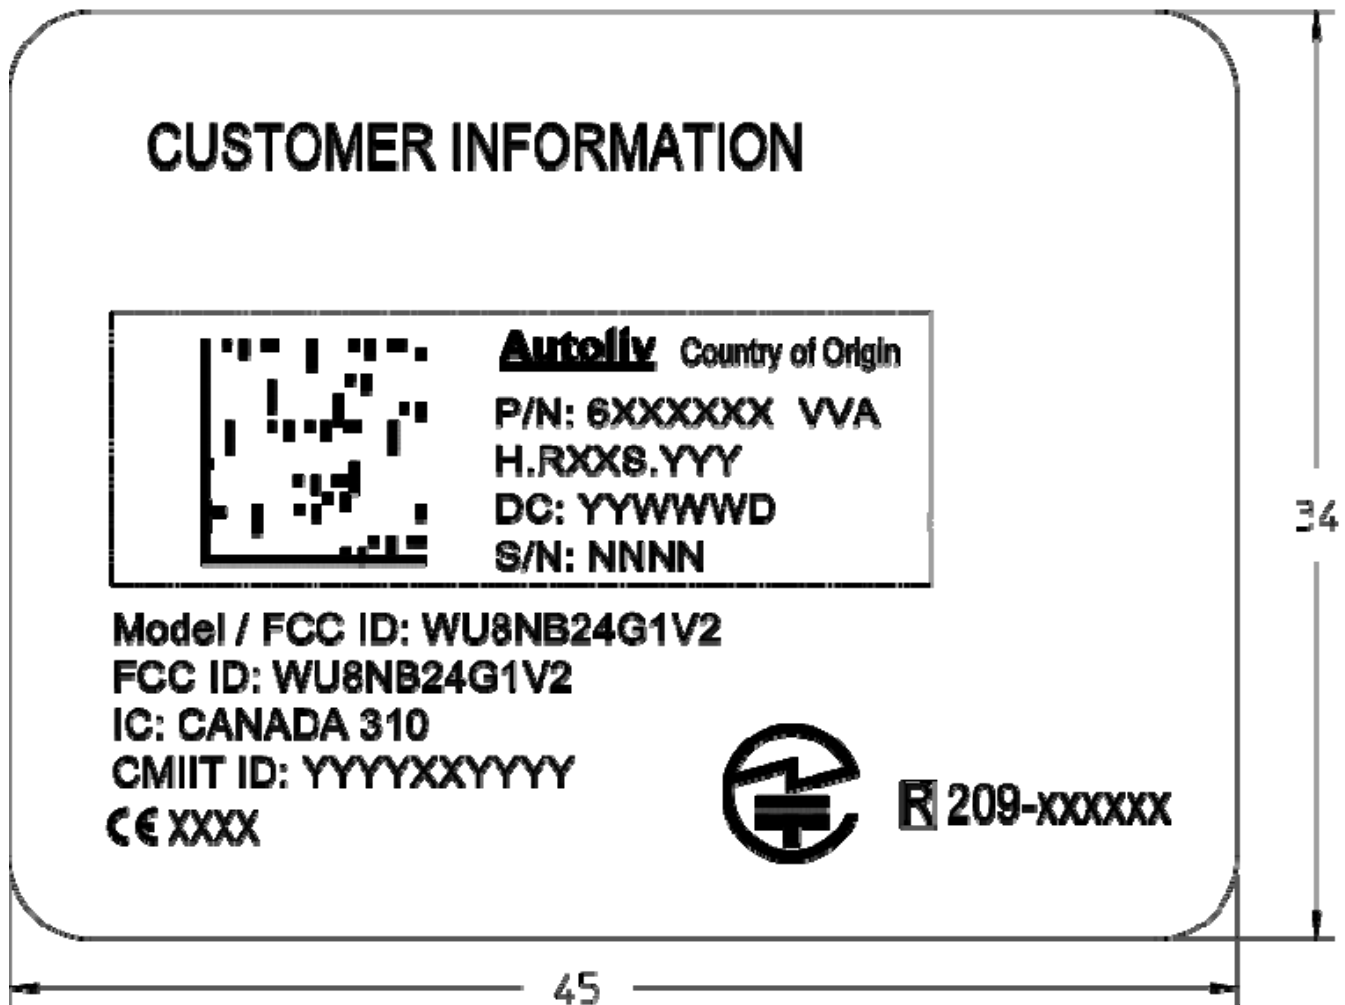 CUSTOMER INFORMATION
Autoliv Country of Origin
P/N: 6XXXXXX VVA
H.RXXS.YYY
DC: YYWWWD
S/N: NNNN
34
Model / FCC ID: WU8NB24G1V2
FCC ID: WU8NB24G1V2
IC: CANADA 310
CMIIT ID: YYYYXXYYYY
CE XXXX
R 209-xxxxxx
45